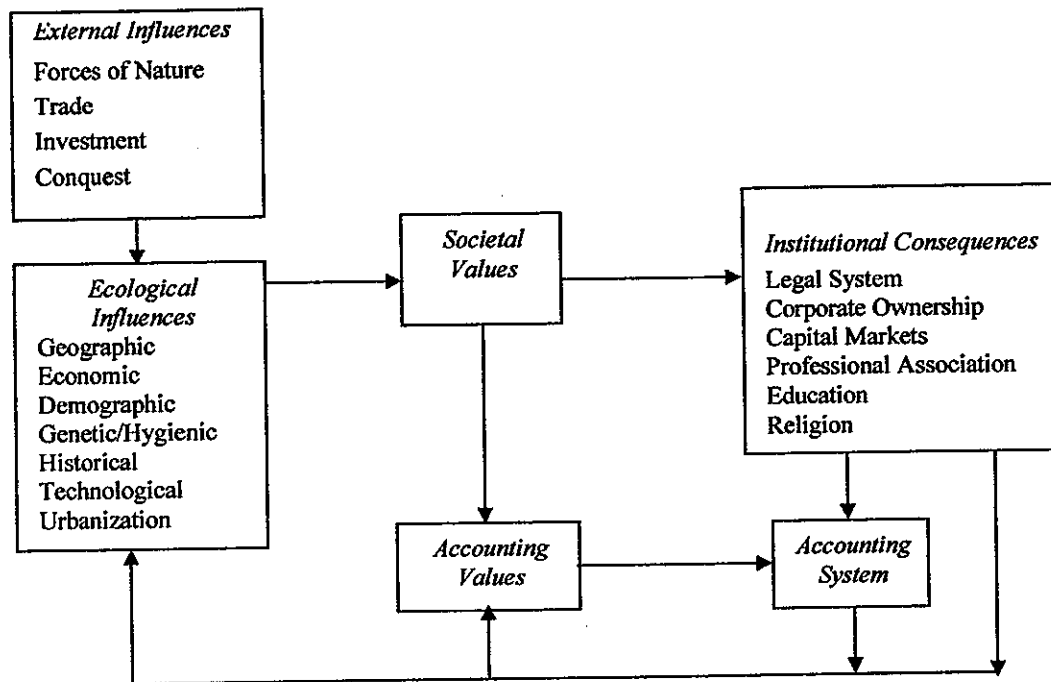 External Influences
Forces of Nature
Trade
Investment
Conquest
Ecological
Influences
Geographic
Economic
Demographic
Genetic/Hygienic
Historical
Technological
Urbanization
Societal
Values
Institutional Consequences
Legal System
Corporate Ownership
Capital Markets
Professional Association
Education
Religion
Accounting
Values
Accounting
System